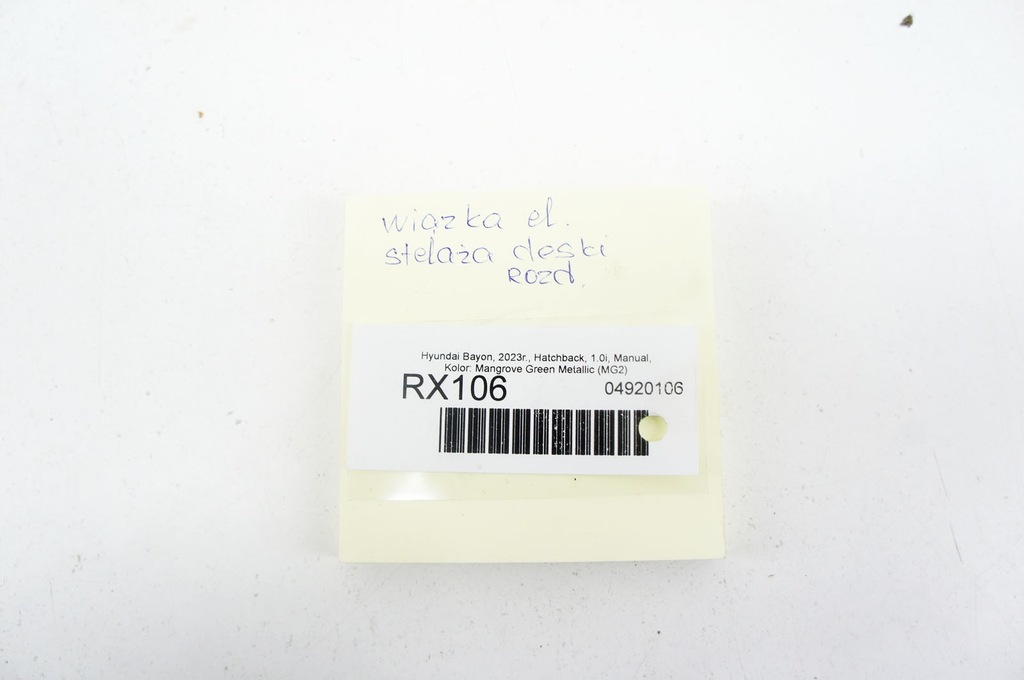 wiązka el.
stelaża deski
rozd.
Hyundai Bayon, 2023r., Hatchback, 1.0i, Manual,
Kolor: Mangrove Green Metallic (MG2)
RX106 04920106